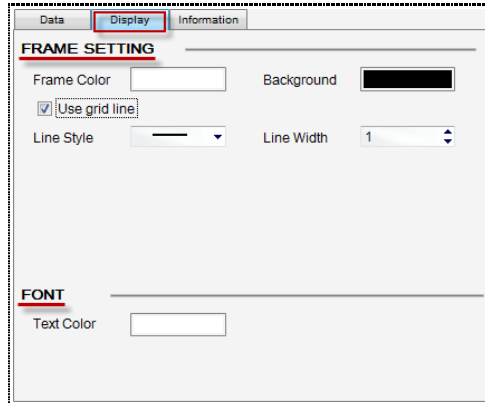 Data Display Information
FRAME SETTING
Frame Color Background
Use grid line
Line Style Line Width 1
FONT
Text Color